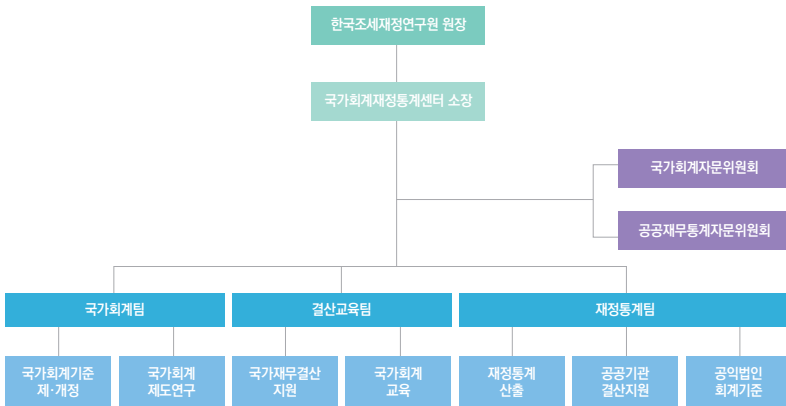 한국조세재정연구원 원장
국가회계재정통계센터 소장
국가회계자문위원회
공공재무통계자문위원회
국가회계팀
결산교육팀
재정통계팀
국가회계기준
제·개정
국가회계
제도연구
국가재무결산
지원
국가회계
교육
재정통계
산출
공공기관
결산지원
공익법인
회계기준